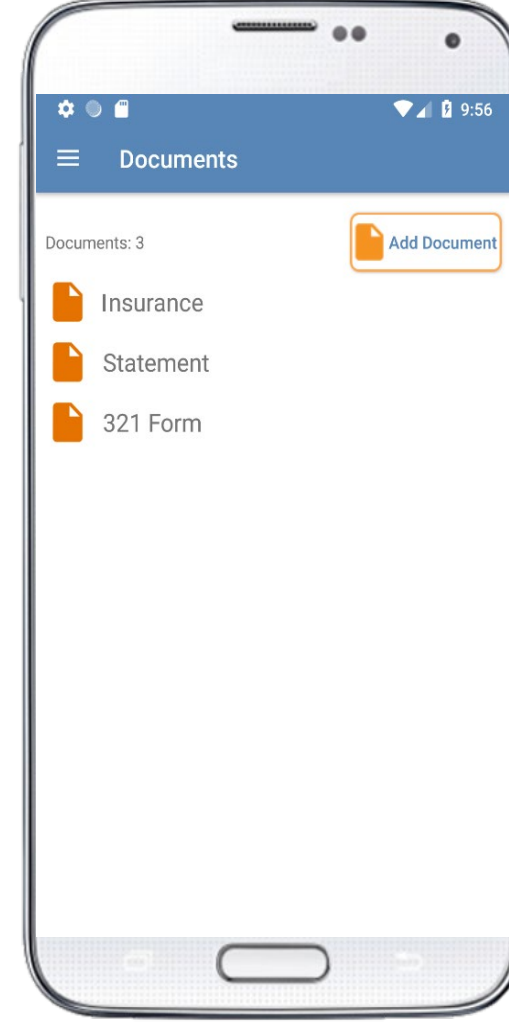 9:56
Documents
Documents: 3
Add Document
Insurance
Statement
321 Form